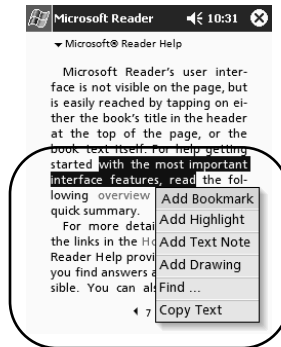 Microsoft Reader 10:31
Microsoft® Reader Help
Microsoft Reader's user inter-
face is not visible on the page, but
is easily reached by tapping on ei-
ther the book's title in the header
at the top of the page, or the
book text itself. For help getting
started with the most important
interface features, read the fol-
lowing overview
quick summary.
For more detai
the links in the Ho
Reader Help provi
you find answers a
sible. You can als
7
Add Bookmark
Add Highlight
Add Text Note
Add Drawing
Find ...
Copy Text